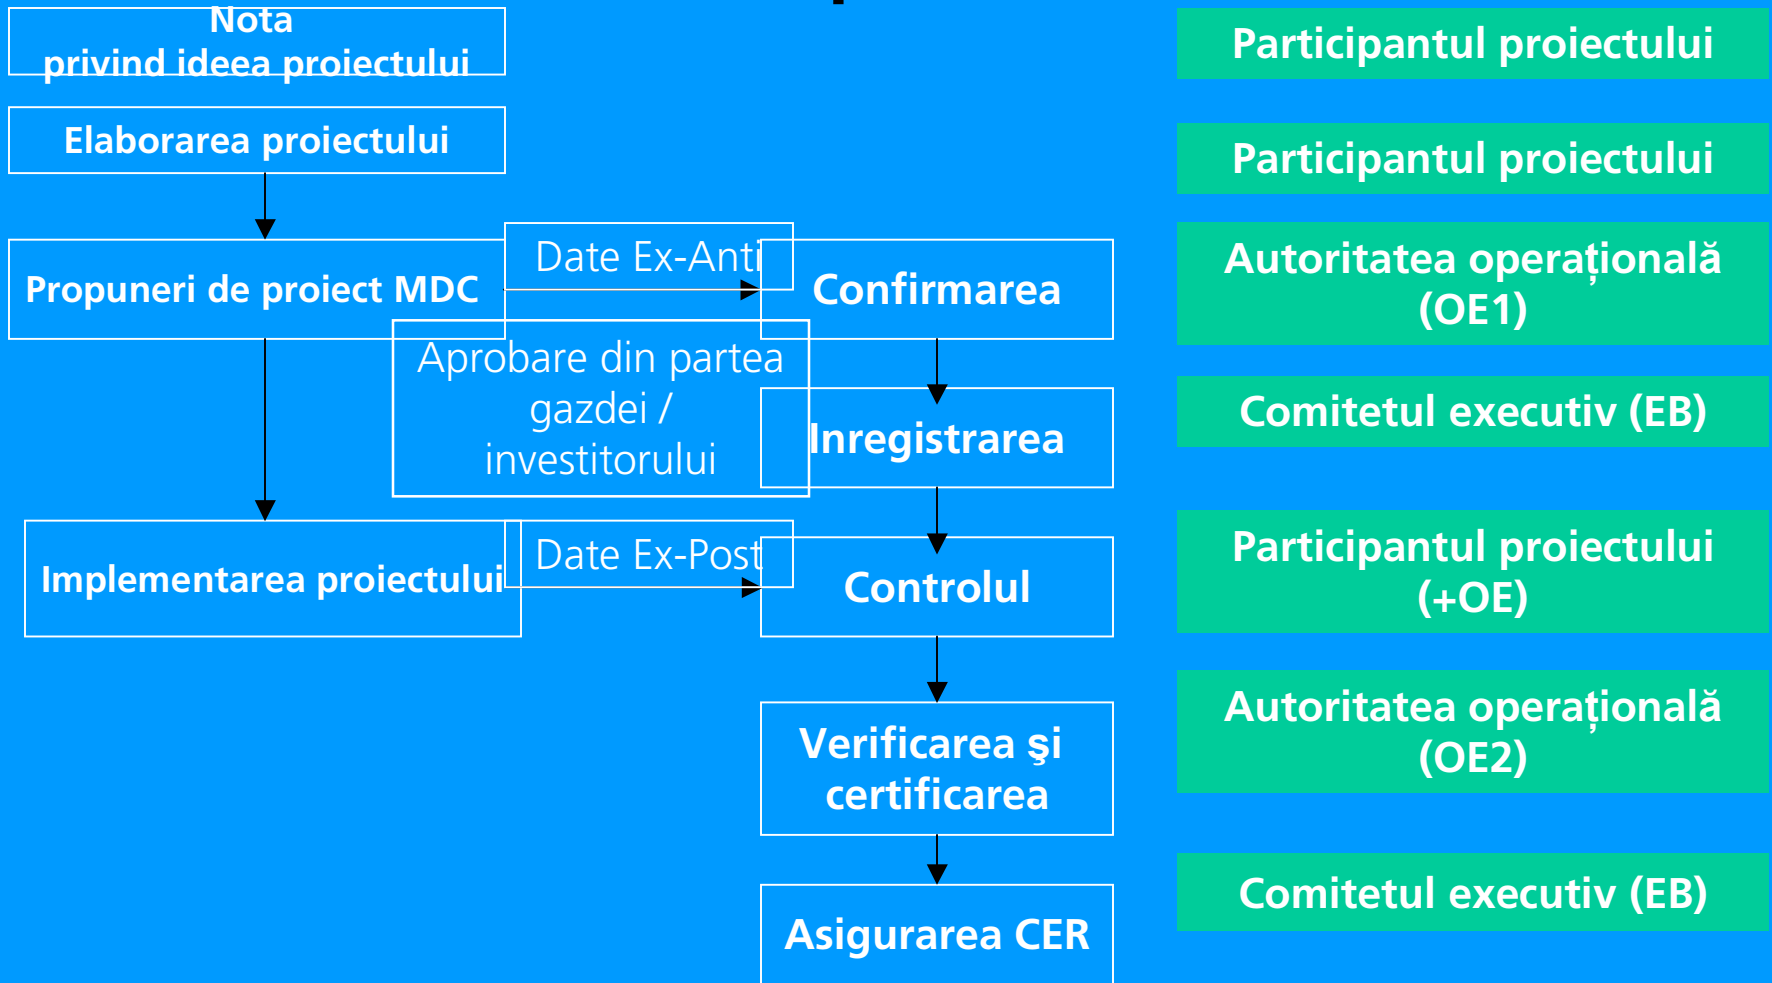 Nota
privind ideea proiectului
Participantul proiectului
Elaborarea proiectului
Participantul proiectului
Propuneri de proiect MDC
Date Ex-Anti
Confirmarea
Autoritatea operaţională
(OE1)
Aprobare din partea
gazdei /
investitorului
Inregistrarea
Comitetul executiv (EB)
Implementarea proiectului
Date Ex-Post
Controlul
Participantul proiectului
(+OE)
Verificarea şi
certificarea
Autoritatea operaţională
(OE2)
Asigurarea CER
Comitetul executiv (EB)